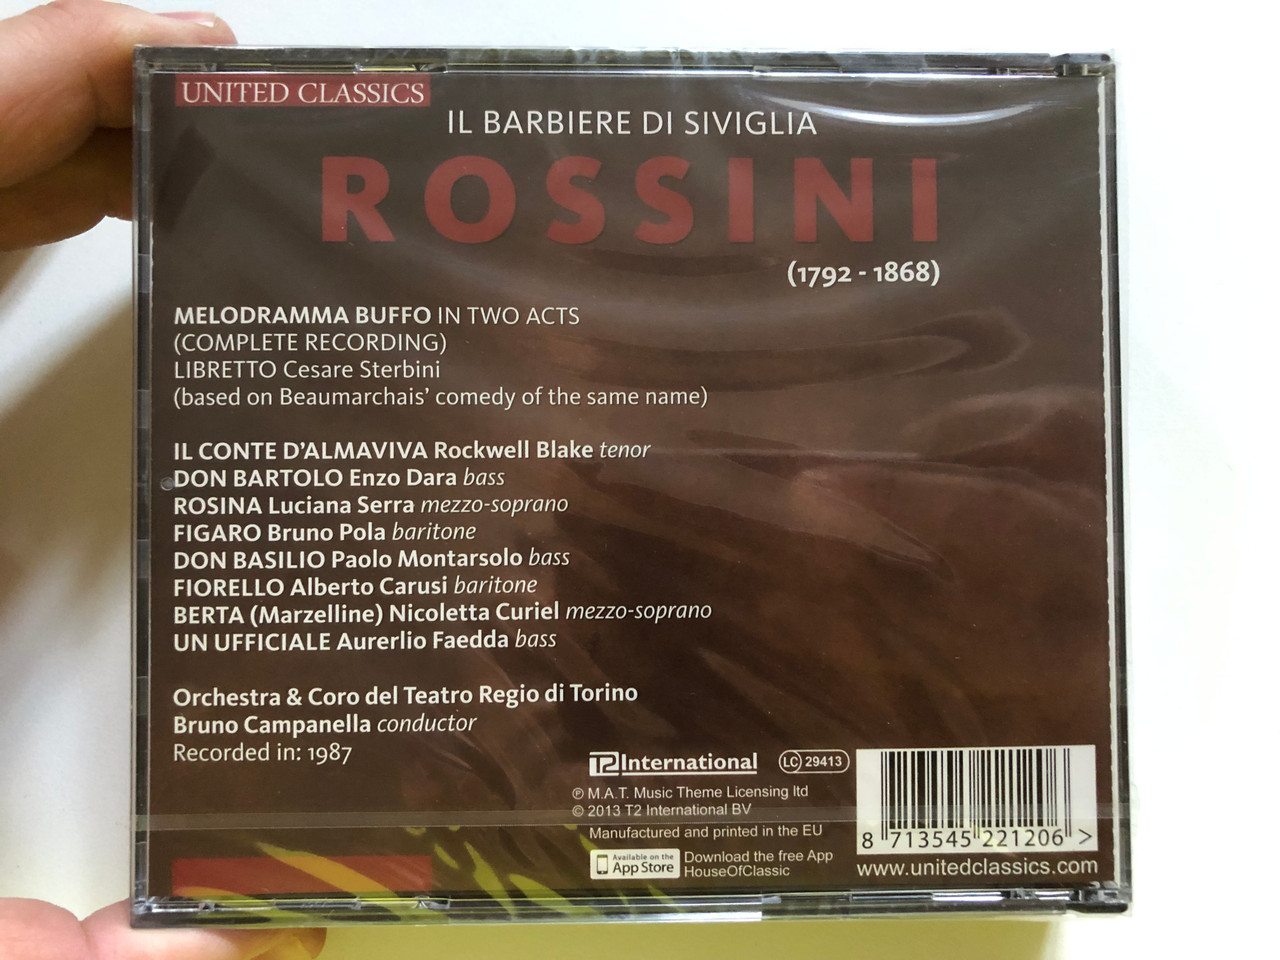 UNITED CLASSICS
IL BARBIERE DI SIVIGLIA
ROSSINI
(1792 - 1868)
MELODRAMMA BUFFO IN TWO ACTS
(COMPLETE RECORDING)
LIBRETTO Cesare Sterbini
(based on Beaumarchais' comedy of the same name)
IL CONTE D'ALMAVIVA Rockwell Blake tenor
DON BARTOLO Enzo Dara bass
ROSINA Luciana Serra mezzo-soprano
FIGARO Bruno Pola baritone
DON BASILIO Paolo Montarsolo bass
FIORELLO Alberto Carusi baritone
BERTA (Marzelline) Nicoletta Curiel mezzo-soprano
UN UFFICIALE Aurerlio Faedda bass
Orchestra & Coro del Teatro Regio di Torino
Bruno Campanella conductor
Recorded in: 1987
T2 International
LC 29413
℗ M.A.T. Music Theme Licensing ltd
© 2013 T2 International BV
Manufactured and printed in the EU
Available on the
App Store
Download the free App
HouseOfClassic
8 713545 221206 >
www.unitedclassics.com